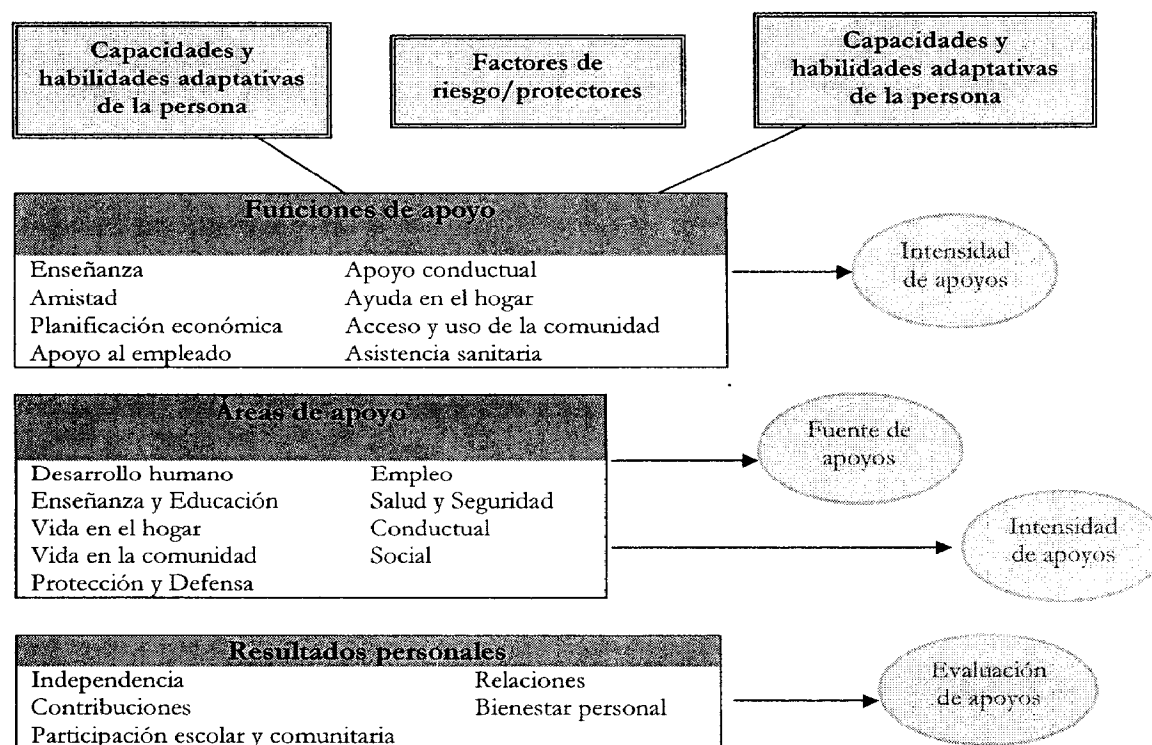 Capacidades y
habilidades adaptativas
de la persona
Factores de
riesgo/protectores
Capacidades y
habilidades adaptativas
de la persona
Funciones de apoyo
Enseñanza
Apoyo conductual
Amistad
Ayuda en el hogar
Planificación económica
Acceso y uso de la comunidad
Apoyo al empleado
Asistencia sanitaria
Intensidad
de apoyos
Áreas de apoyo
Desarrollo humano
Empleo
Enseñanza y Educación
Salud y Seguridad
Vida en el hogar
Conductual
Vida en la comunidad
Social
Protección y Defensa
Fuente de
apoyos
Intensidad
de apoyos
Resultados personales
Independencia
Relaciones
Contribuciones
Bienestar personal
Participación escolar y comunitaria
Evaluación
de apoyos